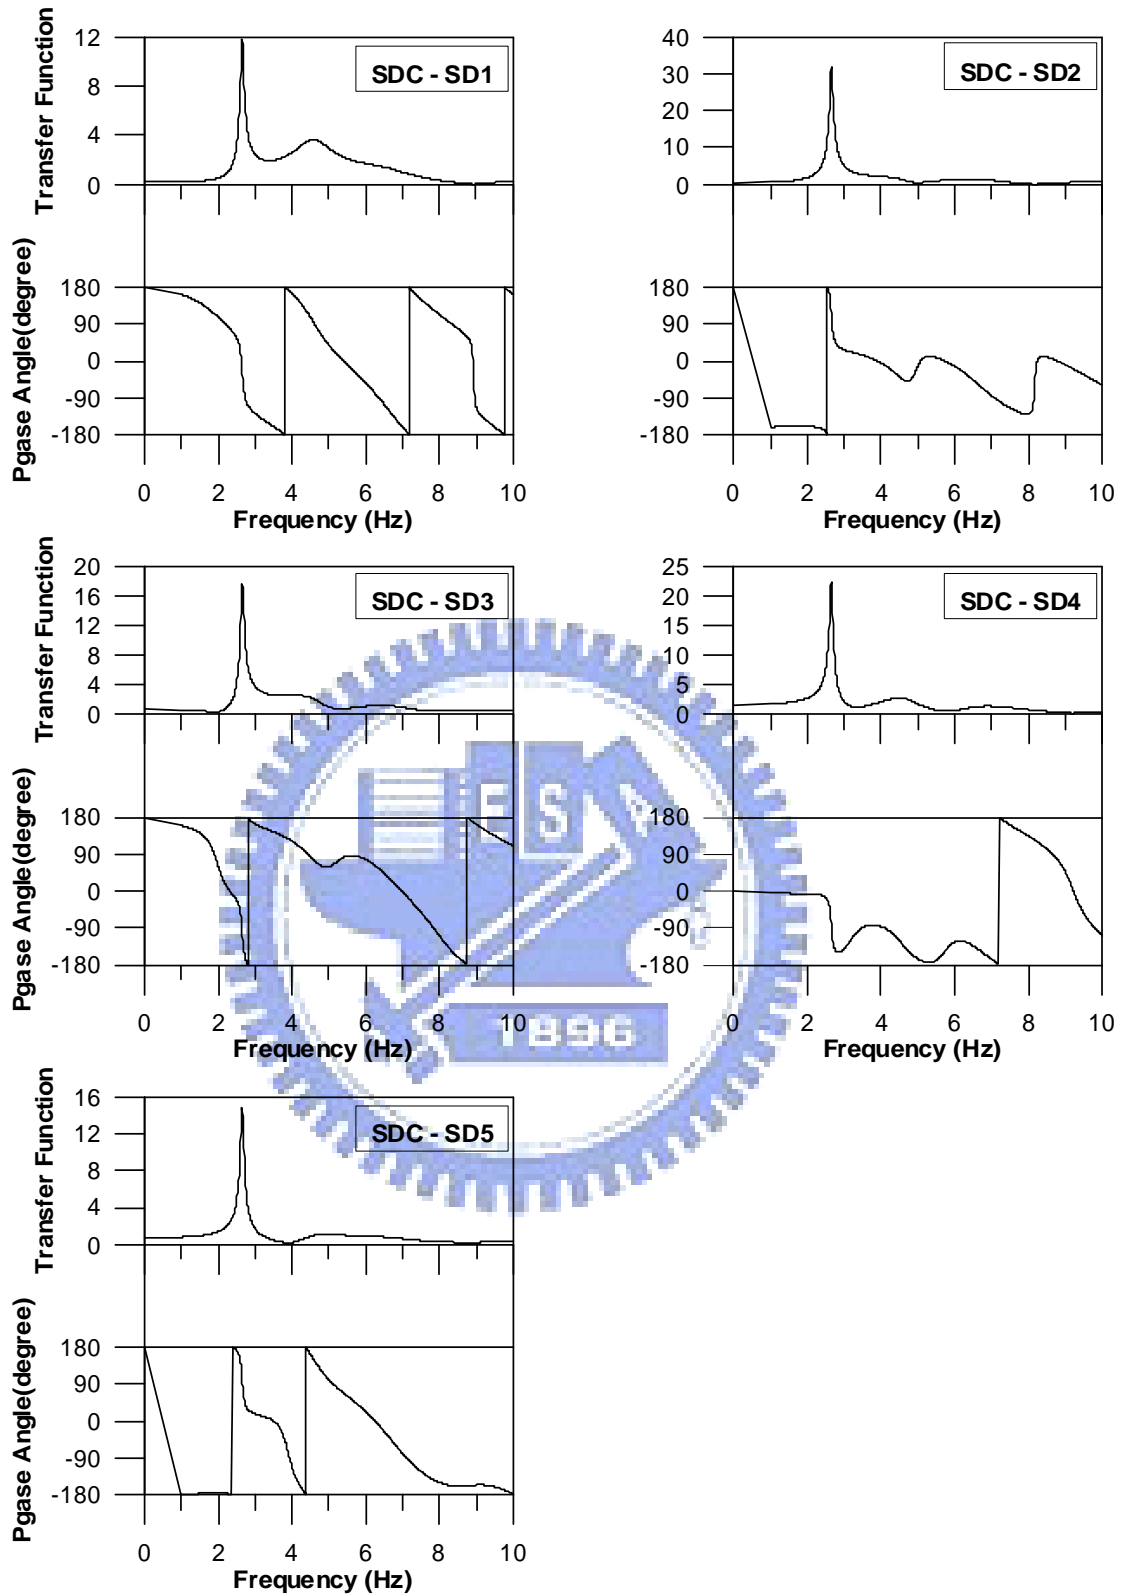 Transfer Function
12
8
4
0
SDC - SD1
Pgase Angle(degree)
180
90
0
-90
-180
0 2 4 6 8 10
Frequency (Hz)
40
30
20
10
0
SDC - SD2
180
90
0
-90
-180
0 2 4 6 8 10
Frequency (Hz)
Transfer Function
20
16
12
8
4
0
SDC - SD3
Pgase Angle(degree)
180
90
0
-90
-180
0 2 4 6 8 10
Frequency (Hz)
25
20
15
10
5
0
SDC - SD4
180
90
0
-90
-180
0 2 4 6 8 10
Frequency (Hz)
E S A
1896
Transfer Function
16
12
8
4
0
SDC - SD5
Pgase Angle(degree)
180
90
0
-90
-180
0 2 4 6 8 10
Frequency (Hz)